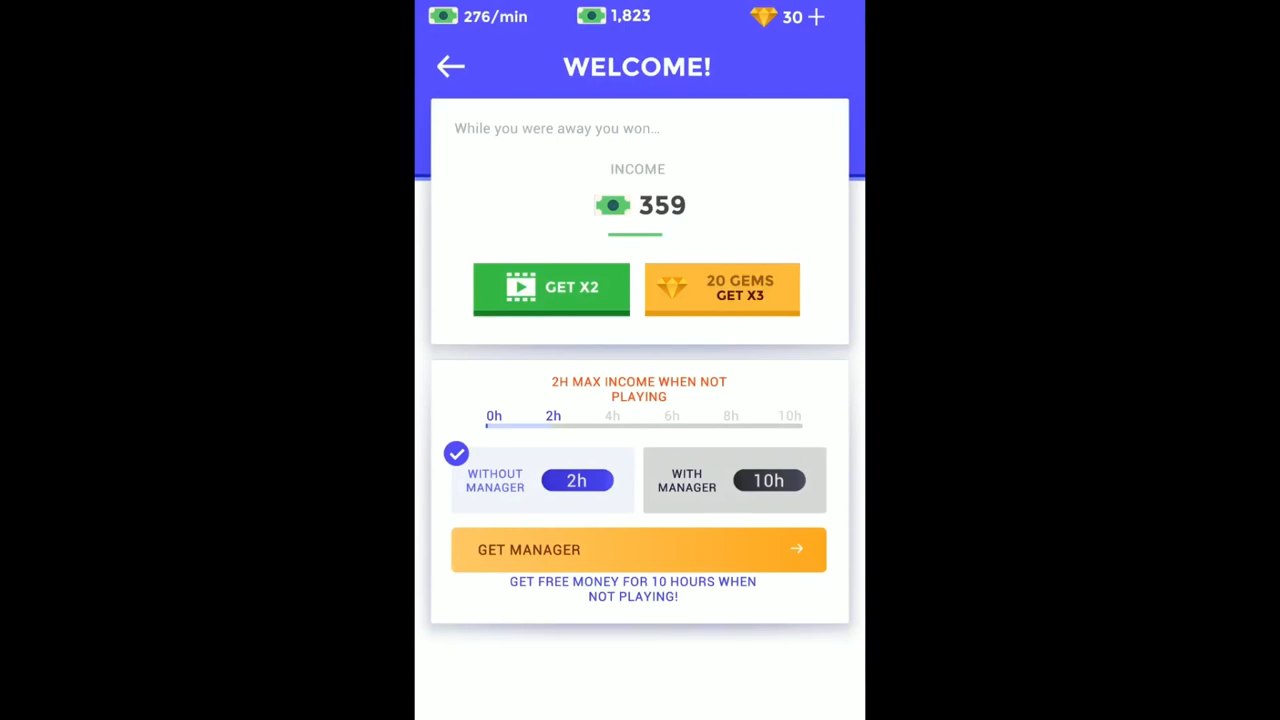 276/min 1,823 30
WELCOME!
While you were away you won...
INCOME
359
GET X2
20 GEMS
GET X3
2H MAX INCOME WHEN NOT
PLAYING
0h 2h 4h 6h 8h 10h
WITHOUT
MANAGER
2h
WITH
MANAGER
10h
GET MANAGER
GET FREE MONEY FOR 10 HOURS WHEN
NOT PLAYING!